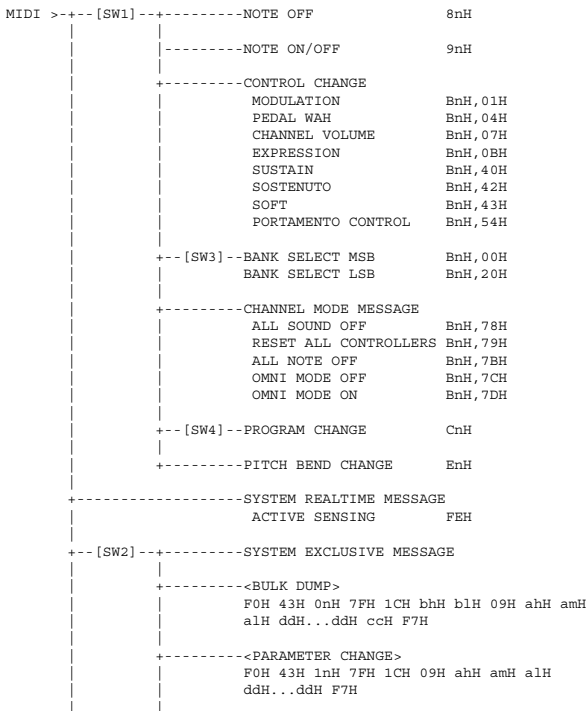 MIDI >-+--[SW1]--+---------NOTE OFF 8nH
|---------NOTE ON/OFF 9nH
+---------CONTROL CHANGE
MODULATION BnH,01H
PEDAL WAH BnH,04H
CHANNEL VOLUME BnH,07H
EXPRESSION BnH,0BH
SUSTAIN BnH,40H
SOSTENUTO BnH,42H
SOFT BnH,43H
PORTAMENTO CONTROL BnH,54H
+--[SW3]--BANK SELECT MSB BnH,00H
BANK SELECT LSB BnH,20H
+---------CHANNEL MODE MESSAGE
ALL SOUND OFF BnH,78H
RESET ALL CONTROLLERS BnH,79H
ALL NOTE OFF BnH,7BH
OMNI MODE OFF BnH,7CH
OMNI MODE ON BnH,7DH
+--[SW4]--PROGRAM CHANGE CnH
+---------PITCH BEND CHANGE EnH
+-------------------SYSTEM REALTIME MESSAGE
ACTIVE SENSING FEH
+--[SW2]--+---------SYSTEM EXCLUSIVE MESSAGE
+---------<BULK DUMP>
F0H 43H 0nH 7FH 1CH bhH blH 09H ahH amH
alH ddH...ddH ccH F7H
+---------<PARAMETER CHANGE>
F0H 43H 1nH 7FH 1CH 09H ahH amH alH
ddH...ddH F7H